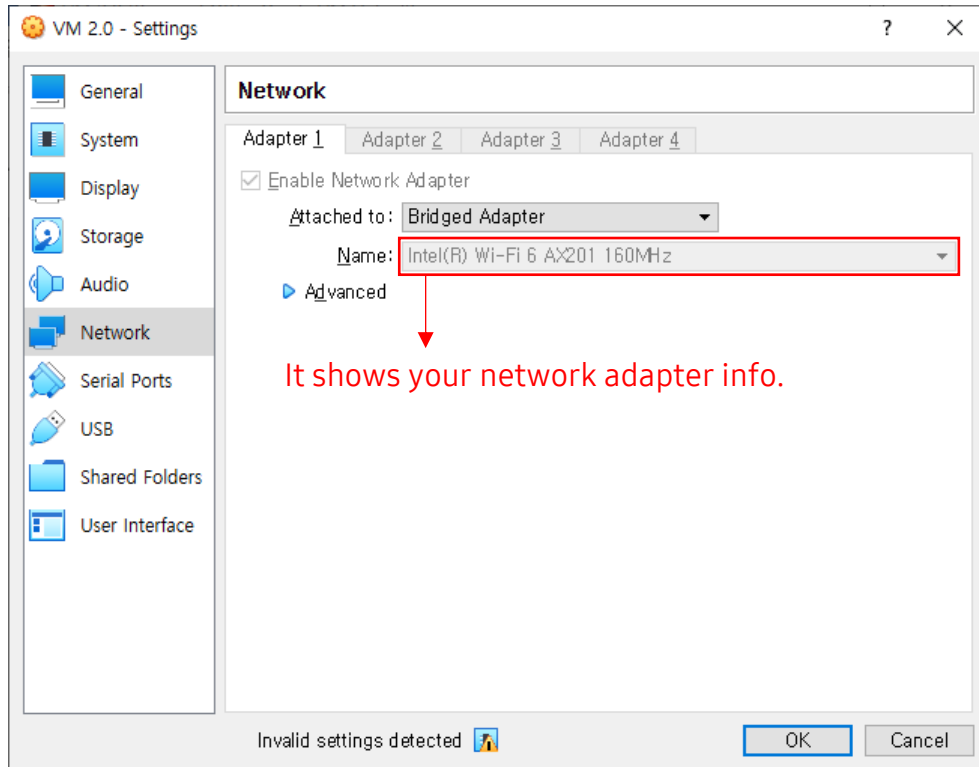 VM 2.0 - Settings
?
General
System
Display
Storage
Audio
Network
Serial Ports
USB
Shared Folders
User Interface
Network
Adapter 1
Adapter 2
Adapter 3
Adapter 4
Enable Network Adapter
Attached to: Bridged Adapter
Name: Intel(R) Wi-Fi 6 AX201 160MHz
Advanced
It shows your network adapter info.
Invalid settings detected
OK
Cancel